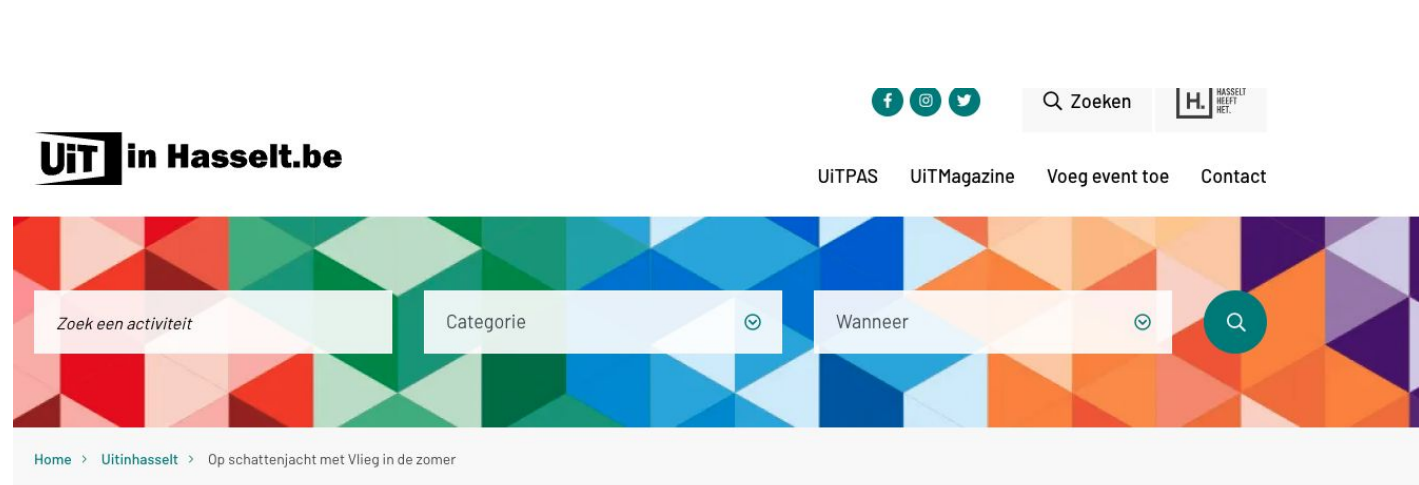 Zoeken
H. HASSELT
HEEFT
HET.
UiT in Hasselt.be
UiTPAS UiTMagazine Voeg event toe Contact
Zoek een activiteit Categorie Wanneer
Home > Uitinhasselt > Op schattenjacht met Vlieg in de zomer